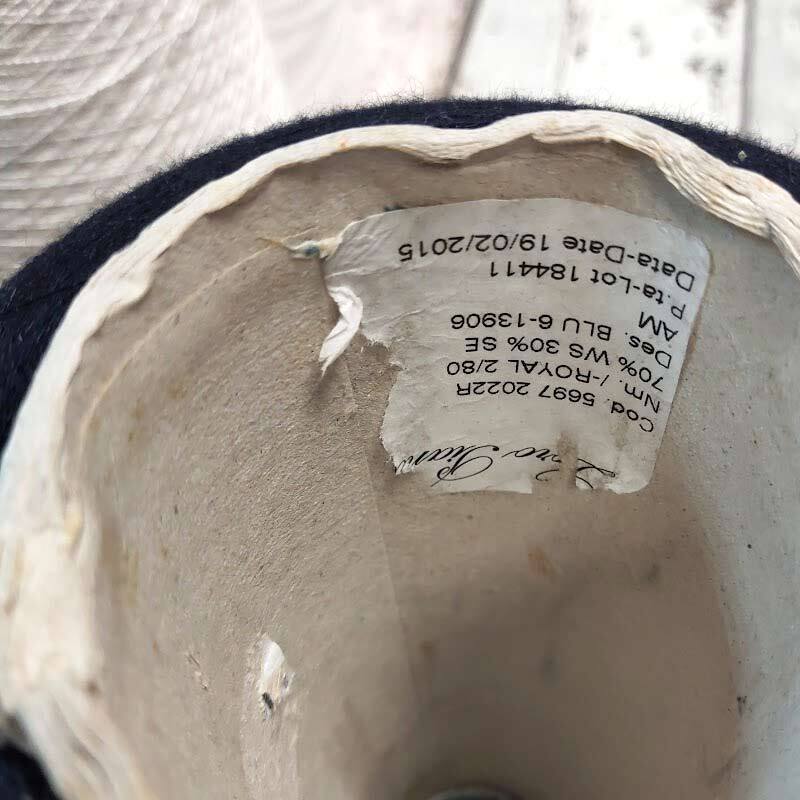 Cod. 5697 2022R
Nm. /-ROYAL 2/80
70% WS 30% SE
Des. BLU 6-13906
AM
P.ta-Lot 184411
Data-Date 19/02/2015